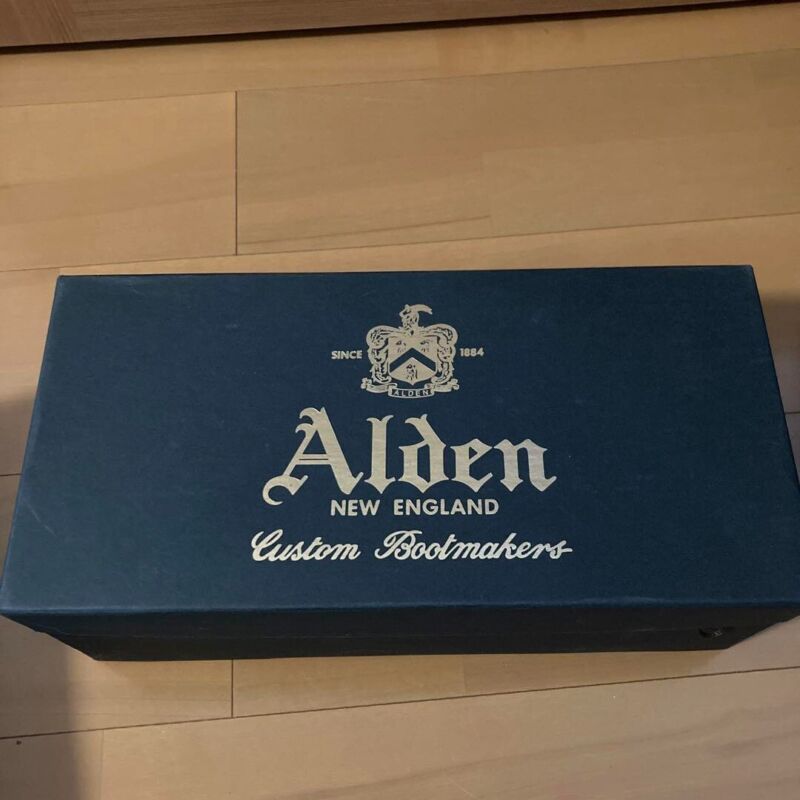 SINCE 1884
ALDEN
Alden
NEW ENGLAND
Custom Bootmakers